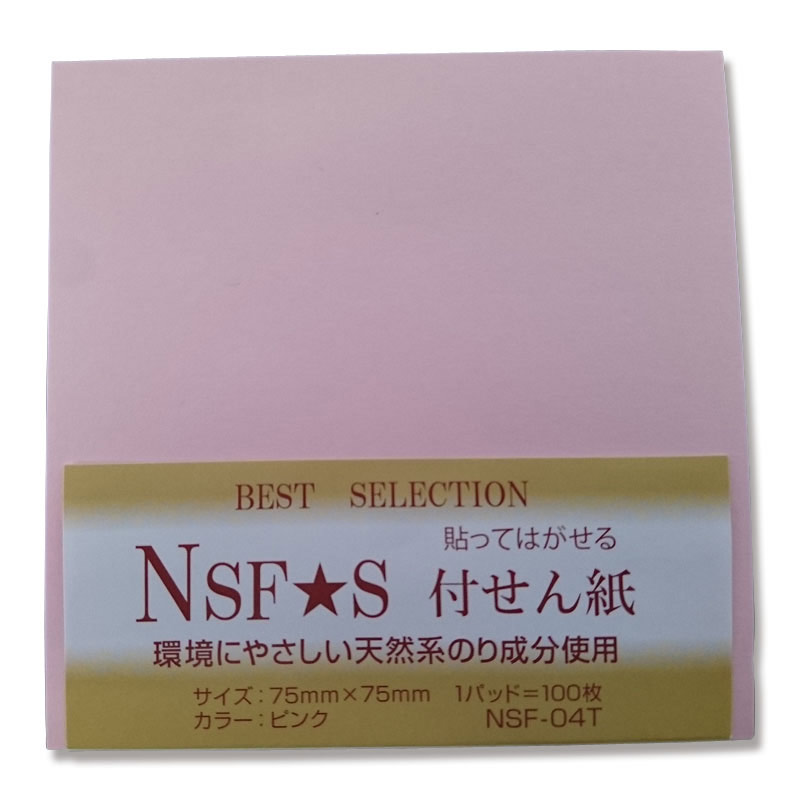 BEST SELECTION
貼ってはがせる
NSF★S 付せん紙
環境にやさしい天然系のり成分使用
サイズ：75mm×75mm 1パッド＝100枚
カラー：ピンク NSF-04T